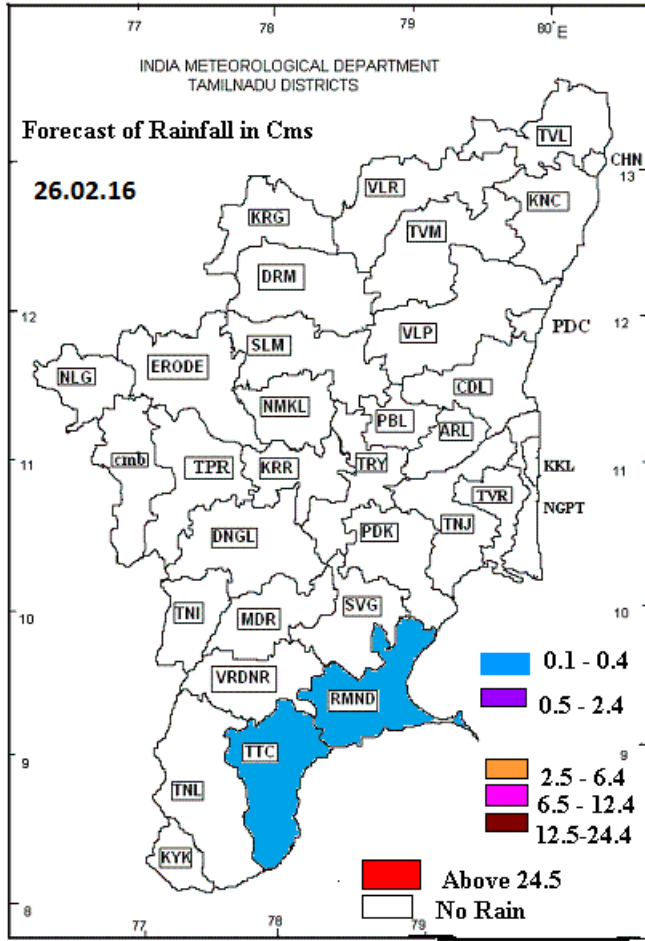 77 78 79 80°E
INDIA METEOROLOGICAL DEPARTMENT
TAMILNADU DISTRICTS
Forecast of Rainfall in Cms
TVL
CHN
13
26.02.16
VLR
KNC
KRG
TVM
DRM
12
12
PDC
VLP
SLM
ERODE
NLG
CDL
NMKL
PBL
ARL
11
cmb
TPR
KRR
TRY
KKL
11
TVR
NGPT
TNJ
DNGL
PDK
10
TNI
MDR
SVG
10
0.1 - 0.4
VRDNR
RMND
0.5 - 2.4
9
TTC
9
2.5 - 6.4
TNL
6.5 - 12.4
12.5-24.4
KYK
Above 24.5
8
No Rain
77 78 79